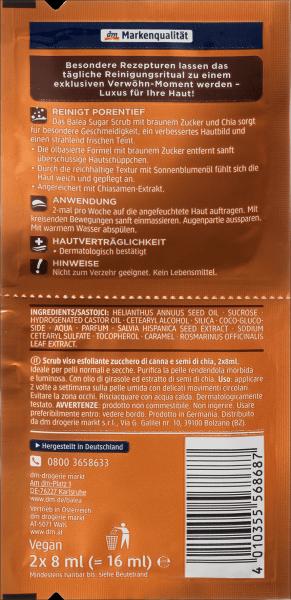 dm Markenqualität
Besondere Rezepturen lassen das
tägliche Reinigungsritual zu einem
exklusiven Verwöhn-Moment werden –
Luxus für Ihre Haut!
REINIGT PORENTIEF
Das Balea Sugar Scrub mit braunem Zucker und Chia sorgt
für besondere Geschmeidigkeit, ein verbessertes Hautbild und
einen strahlend frischen Teint.
• Die ölbasierte Formel mit braunem Zucker entfernt sanft
überschüssige Hautschüppchen.
• Durch die reichhaltige Textur mit Sonnenblumenöl fühlt sich die
Haut weich und gepflegt an.
• Angereichert mit Chiasamen-Extrakt.
ANWENDUNG
2-mal pro Woche auf die angefeuchtete Haut auftragen. Mit
kreisenden Bewegungen sanft einmassieren. Augenpartie aussparen.
Mit warmem Wasser abspülen.
HAUTVERTRÄGLICHKEIT
• Dermatologisch bestätigt
HINWEISE
Nicht zum Verzehr geeignet. Kein Lebensmittel.
INGREDIENTS/SASTOJCI: HELIANTHUS ANNUUS SEED OIL · SUCROSE
HYDROGENATED CASTOR OIL · CETEARYL ALCOHOL · SILICA · COCO-GLUCO-
SIDE · AQUA · PARFUM · SALVIA HISPANICA SEED EXTRACT · SODIUM
CETEARYL SULFATE · TOCOPHEROL · CARAMEL · ROSMARINUS OFFICINALIS
LEAF EXTRACT.
IT Scrub viso esfoliante zucchero di canna e semi di chia, 2x8ml.
Ideale per pelli normali e secche. Purifica la pelle rendendola morbida
e luminosa. Con olio di girasole ed estratto di semi di chia. Uso: applicare
2 volte a settimana sulla pelle umida con delicati movimenti circolari.
Evitare la zona occhi. Risciacquare con acqua calda. Dermatologicamente
testato. AVVERTENZE: prodotto non commestibile. Non ingerire. Usare
preferibilmente entro: vedere bordo. Prodotto in Germania. Distribuito
da dm drogerie markt s.r.l., Via G. Galilei nr. 10, 39100 Bolzano (BZ).
Hergestellt in Deutschland
0800 3658633
dm-drogerie markt
Am dm-Platz 1
DE-76227 Karlsruhe
www.dm.de/balea
Vertrieb in Österreich
dm drogerie markt
AT-5071 Wals
www.dm.at
Vegan
2x 8 ml (= 16 ml) e
Mindestens haltbar bis: siehe Beutelrand
4 010355 568687